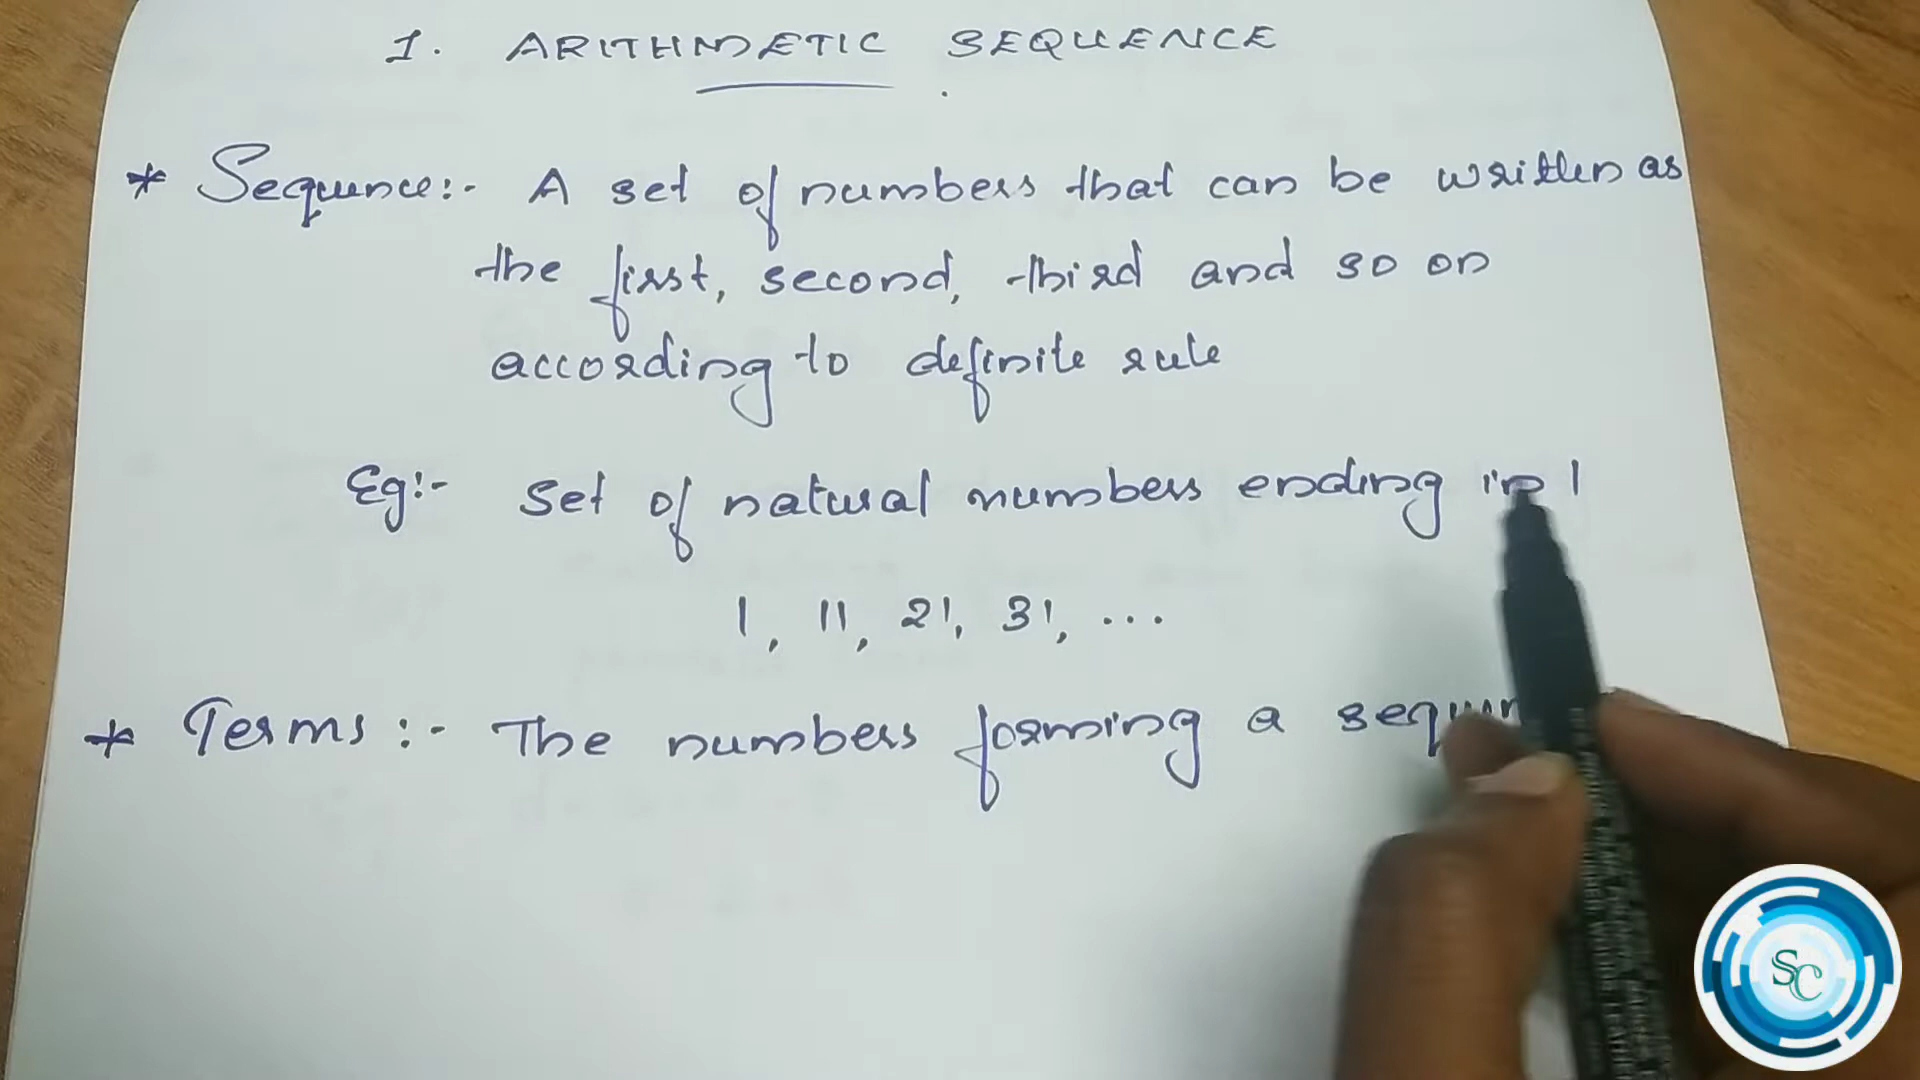 1. ARITHMETIC SEQUENCE
* Sequence:- A set of numbers that can be written as
the first, second, third and so on
according to definite rule
Eg:- Set of natural numbers ending in 1
1, 11, 21, 31, ...
* Terms :- The numbers forming a
SC